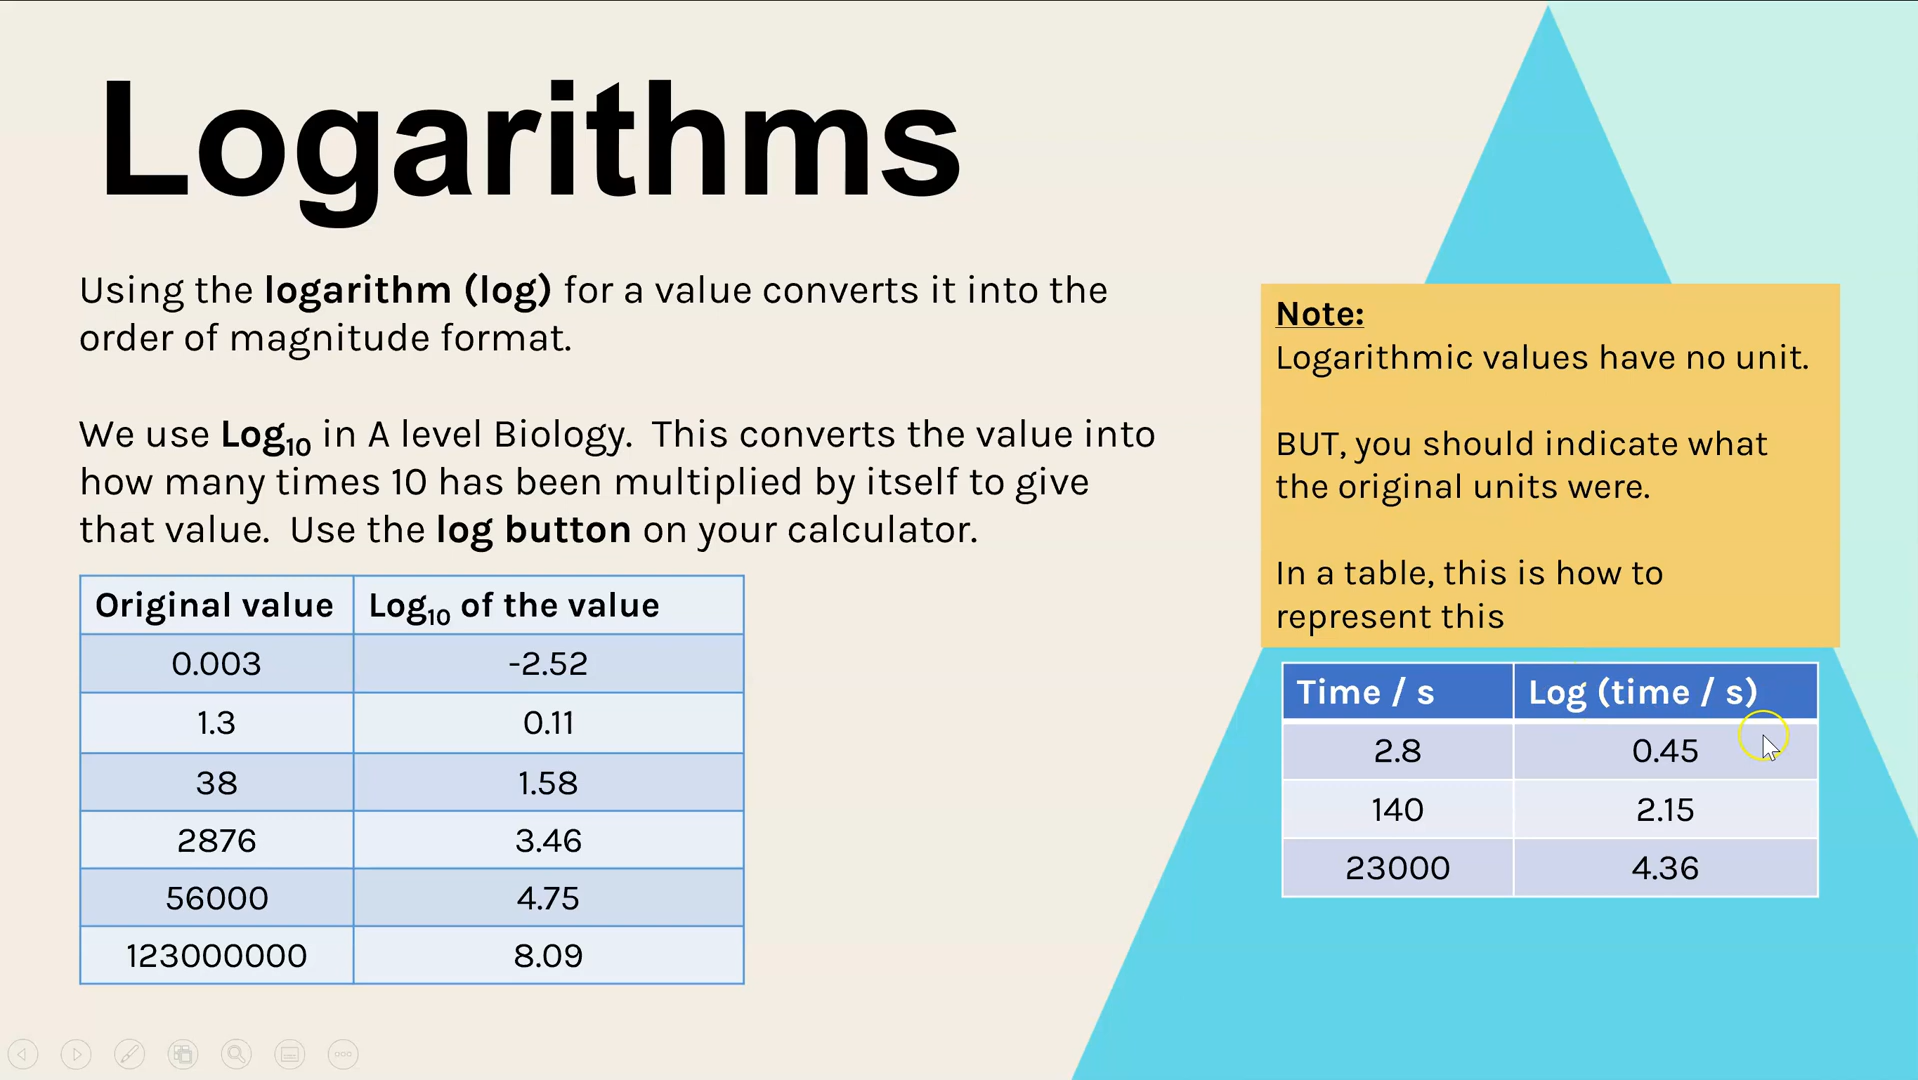 Logarithms
Using the logarithm (log) for a value converts it into the
order of magnitude format.
We use Log₁₀ in A level Biology. This converts the value into
how many times 10 has been multiplied by itself to give
that value. Use the log button on your calculator.
Original value Log₁₀ of the value
0.003 -2.52
1.3 0.11
38 1.58
2876 3.46
56000 4.75
123000000 8.09
Note:
Logarithmic values have no unit.
BUT, you should indicate what
the original units were.
In a table, this is how to
represent this
Time / s Log (time / s)
2.8 0.45
140 2.15
23000 4.36